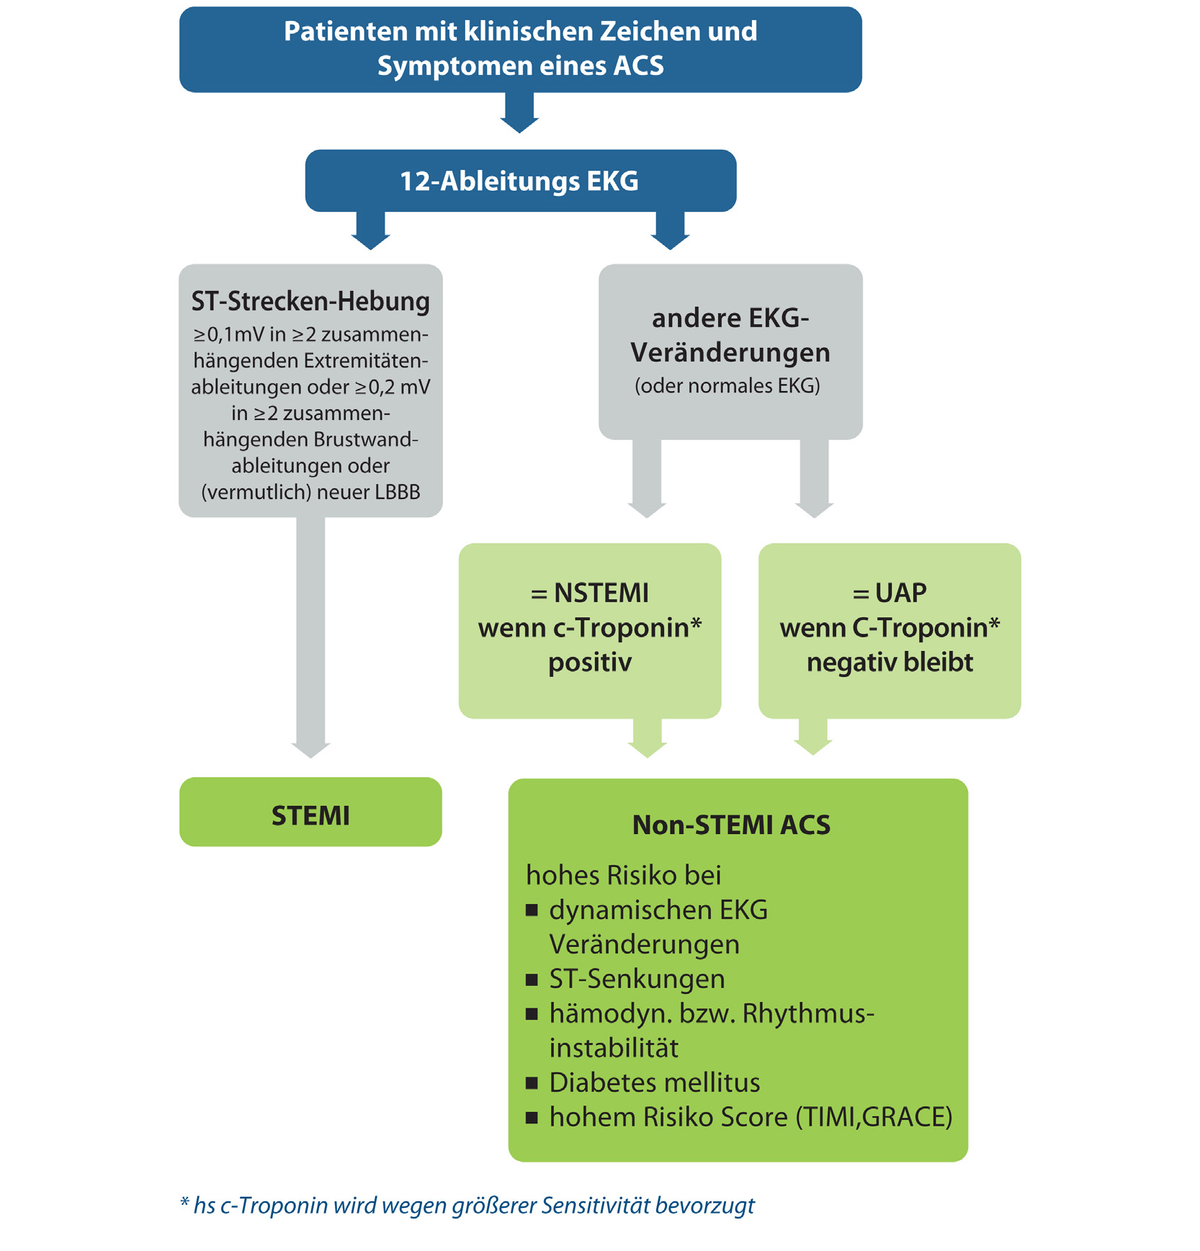 Patienten mit klinischen Zeichen und
Symptomen eines ACS
12-Ableitungs EKG
ST-Strecken-Hebung
≥0,1mV in ≥2 zusammen-
hängenden Extremitäten-
ableitungen oder ≥0,2 mV
in ≥2 zusammen-
hängenden Brustwand-
ableitungen oder
(vermutlich) neuer LBBB
andere EKG-
Veränderungen
(oder normales EKG)
= NSTEMI
wenn c-Troponin*
positiv
= UAP
wenn C-Troponin*
negativ bleibt
STEMI
Non-STEMI ACS
hohes Risiko bei
■ dynamischen EKG
Veränderungen
■ ST-Senkungen
■ hämodyn. bzw. Rhythmus-
instabilität
■ Diabetes mellitus
■ hohem Risiko Score (TIMI,GRACE)
* hs c-Troponin wird wegen größerer Sensitivität bevorzugt